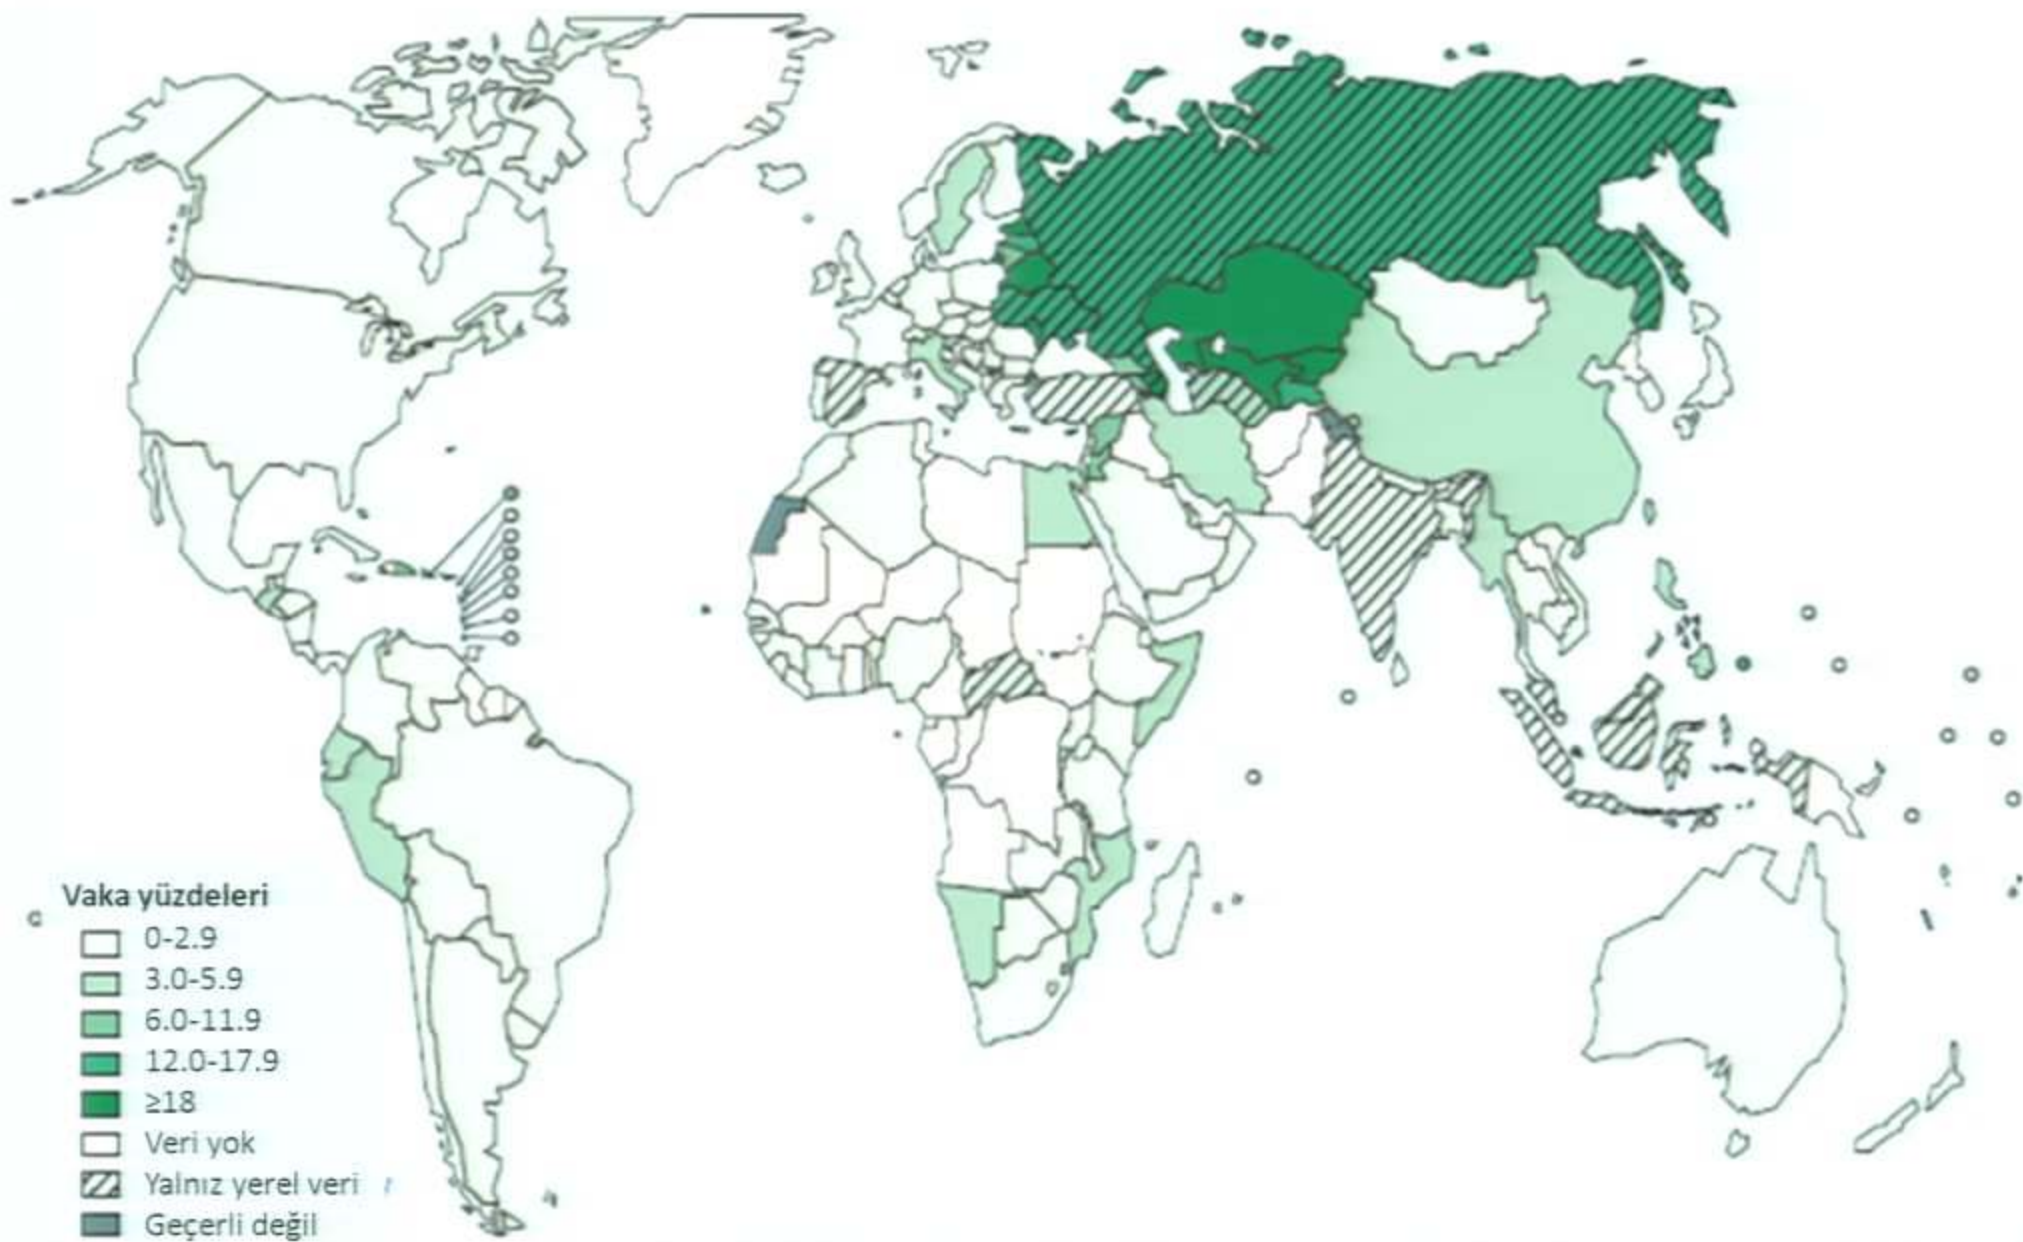 Vaka yüzdeleri
0-2.9
3.0-5.9
6.0-11.9
12.0-17.9
≥18
Veri yok
Yalnız yerel veri
Geçerli değil